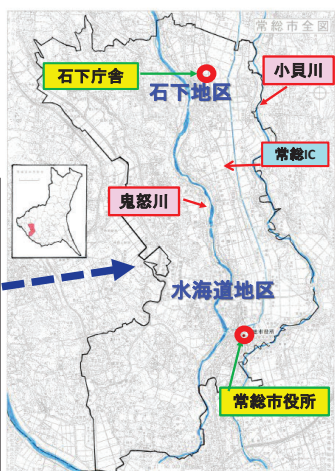 常総市全図
石下庁舎
石下地区
小貝川
常総IC
鬼怒川
水海道地区
常総市役所